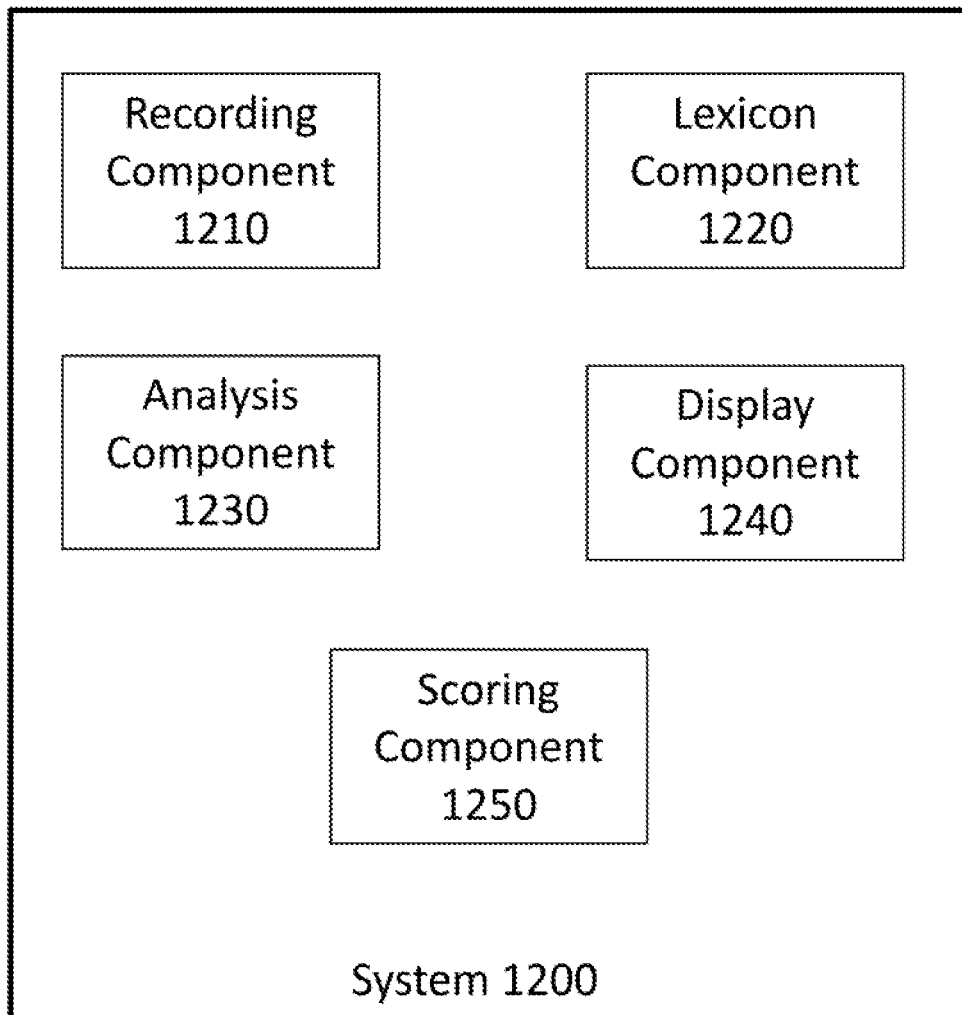 Recording
Component
1210
Lexicon
Component
1220
Analysis
Component
1230
Display
Component
1240
Scoring
Component
1250
System 1200